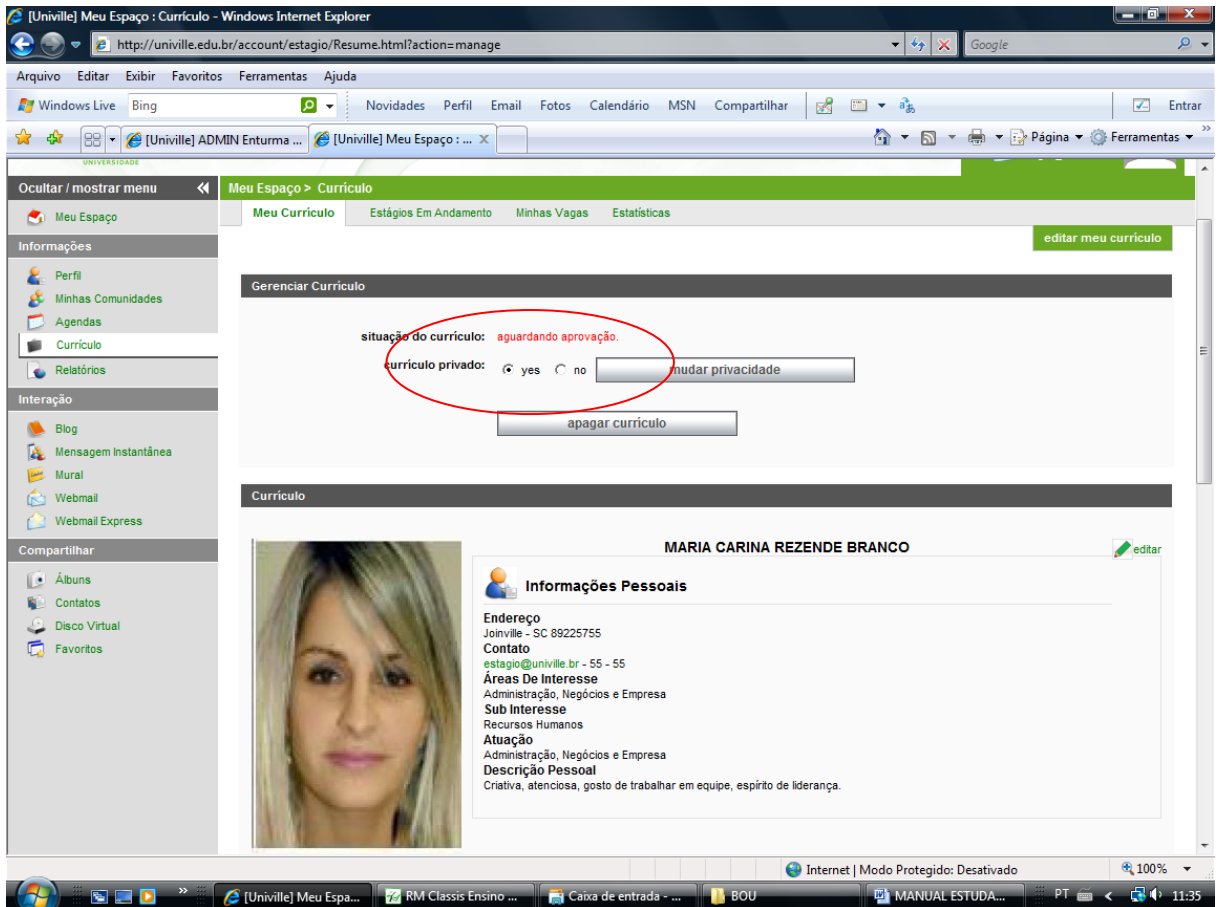 [Univille] Meu Espaço : Currículo - Windows Internet Explorer
http://univille.edu.br/account/estagio/Resume.html?action=manage
Google
Arquivo Editar Exibir Favoritos Ferramentas Ajuda
Windows Live Bing Novidades Perfil Email Fotos Calendário MSN Compartilhar Entrar
[Univille] ADMIN Enturma ... [Univille] Meu Espaço : ... Página Ferramentas
UNIVERSIDADE
Ocultar / mostrar menu
Meu Espaço > Currículo
Meu Espaço
Meu Currículo Estágios Em Andamento Minhas Vagas Estatísticas
editar meu currículo
Informações
Perfil
Minhas Comunidades
Agendas
Currículo
Relatórios
Interação
Blog
Mensagem Instantânea
Mural
Webmail
Webmail Express
Compartilhar
Álbuns
Contatos
Disco Virtual
Favoritos
Gerenciar Currículo
situação do currículo: aguardando aprovação.
currículo privado: yes no mudar privacidade
apagar currículo
Currículo
MARIA CARINA REZENDE BRANCO
editar
Informações Pessoais
Endereço
Joinville - SC 89225755
Contato
estagio@univille.br - 55 - 55
Áreas De Interesse
Administração, Negócios e Empresa
Sub Interesse
Recursos Humanos
Atuação
Administração, Negócios e Empresa
Descrição Pessoal
Criativa, atenciosa, gosto de trabalhar em equipe, espírito de liderança.
Internet | Modo Protegido: Desativado 100%
[Univille] Meu Espa... RM Classis Ensino ... Caixa de entrada - ... BOU MANUAL ESTUDA... PT 11:35